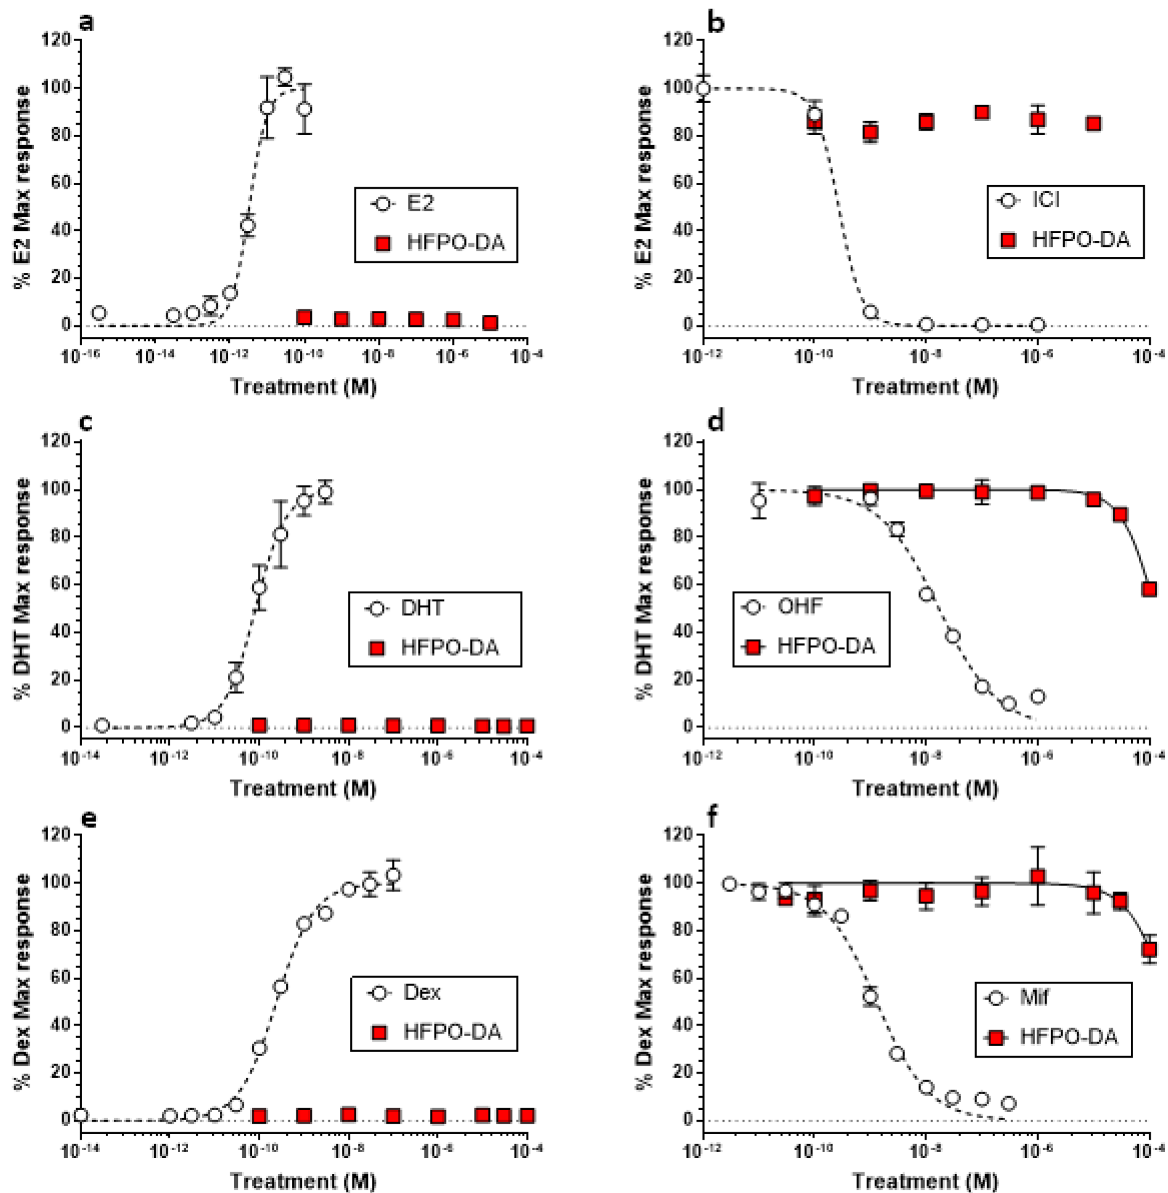 a
120
100
80
60
40
20
0
% E2 Max response
E2
HFPO-DA
10⁻¹⁶ 10⁻¹⁴ 10⁻¹² 10⁻¹⁰ 10⁻⁸ 10⁻⁶ 10⁻⁴
Treatment (M)
b
120
100
80
60
40
20
0
% E2 Max response
ICI
HFPO-DA
10⁻¹² 10⁻¹⁰ 10⁻⁸ 10⁻⁶ 10⁻⁴
Treatment (M)
c
120
100
80
60
40
20
0
% DHT Max response
DHT
HFPO-DA
10⁻¹⁴ 10⁻¹² 10⁻¹⁰ 10⁻⁸ 10⁻⁶ 10⁻⁴
Treatment (M)
d
120
100
80
60
40
20
0
% DHT Max response
OHF
HFPO-DA
10⁻¹² 10⁻¹⁰ 10⁻⁸ 10⁻⁶ 10⁻⁴
Treatment (M)
e
120
100
80
60
40
20
0
% Dex Max response
Dex
HFPO-DA
10⁻¹⁴ 10⁻¹² 10⁻¹⁰ 10⁻⁸ 10⁻⁶ 10⁻⁴
Treatment (M)
f
120
100
80
60
40
20
0
% Dex Max response
Mif
HFPO-DA
10⁻¹² 10⁻¹⁰ 10⁻⁸ 10⁻⁶ 10⁻⁴
Treatment (M)